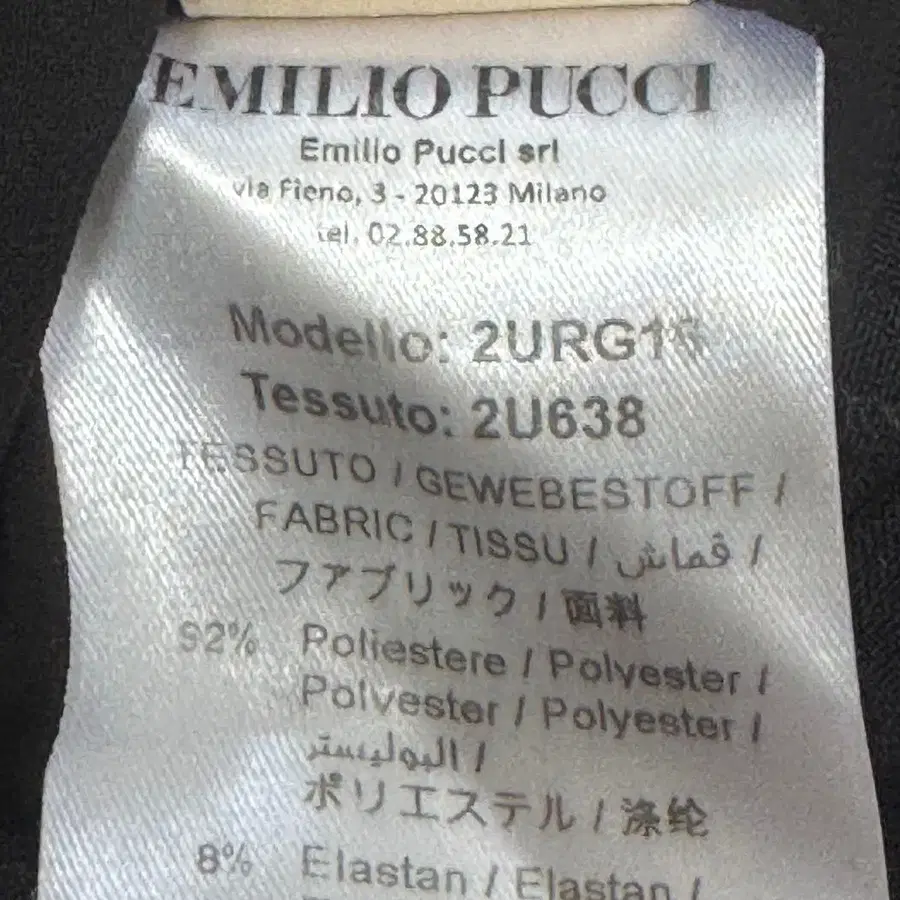 EMILIO PUCCI
Emilio Pucci srl
via Fieno, 3 - 20123 Milano
tel. 02.88.58.21
Modello:
Tessuto: 2U638
TESSUTO / GEWEBESTOFF /
FABRIC / TISSU / قماش /
ファブリック / 面料
92% Poliestere / Polyester /
Polyester / Polyester /
البوليستر /
ポリエステル / 涤纶
8% Elastan / Elastan /